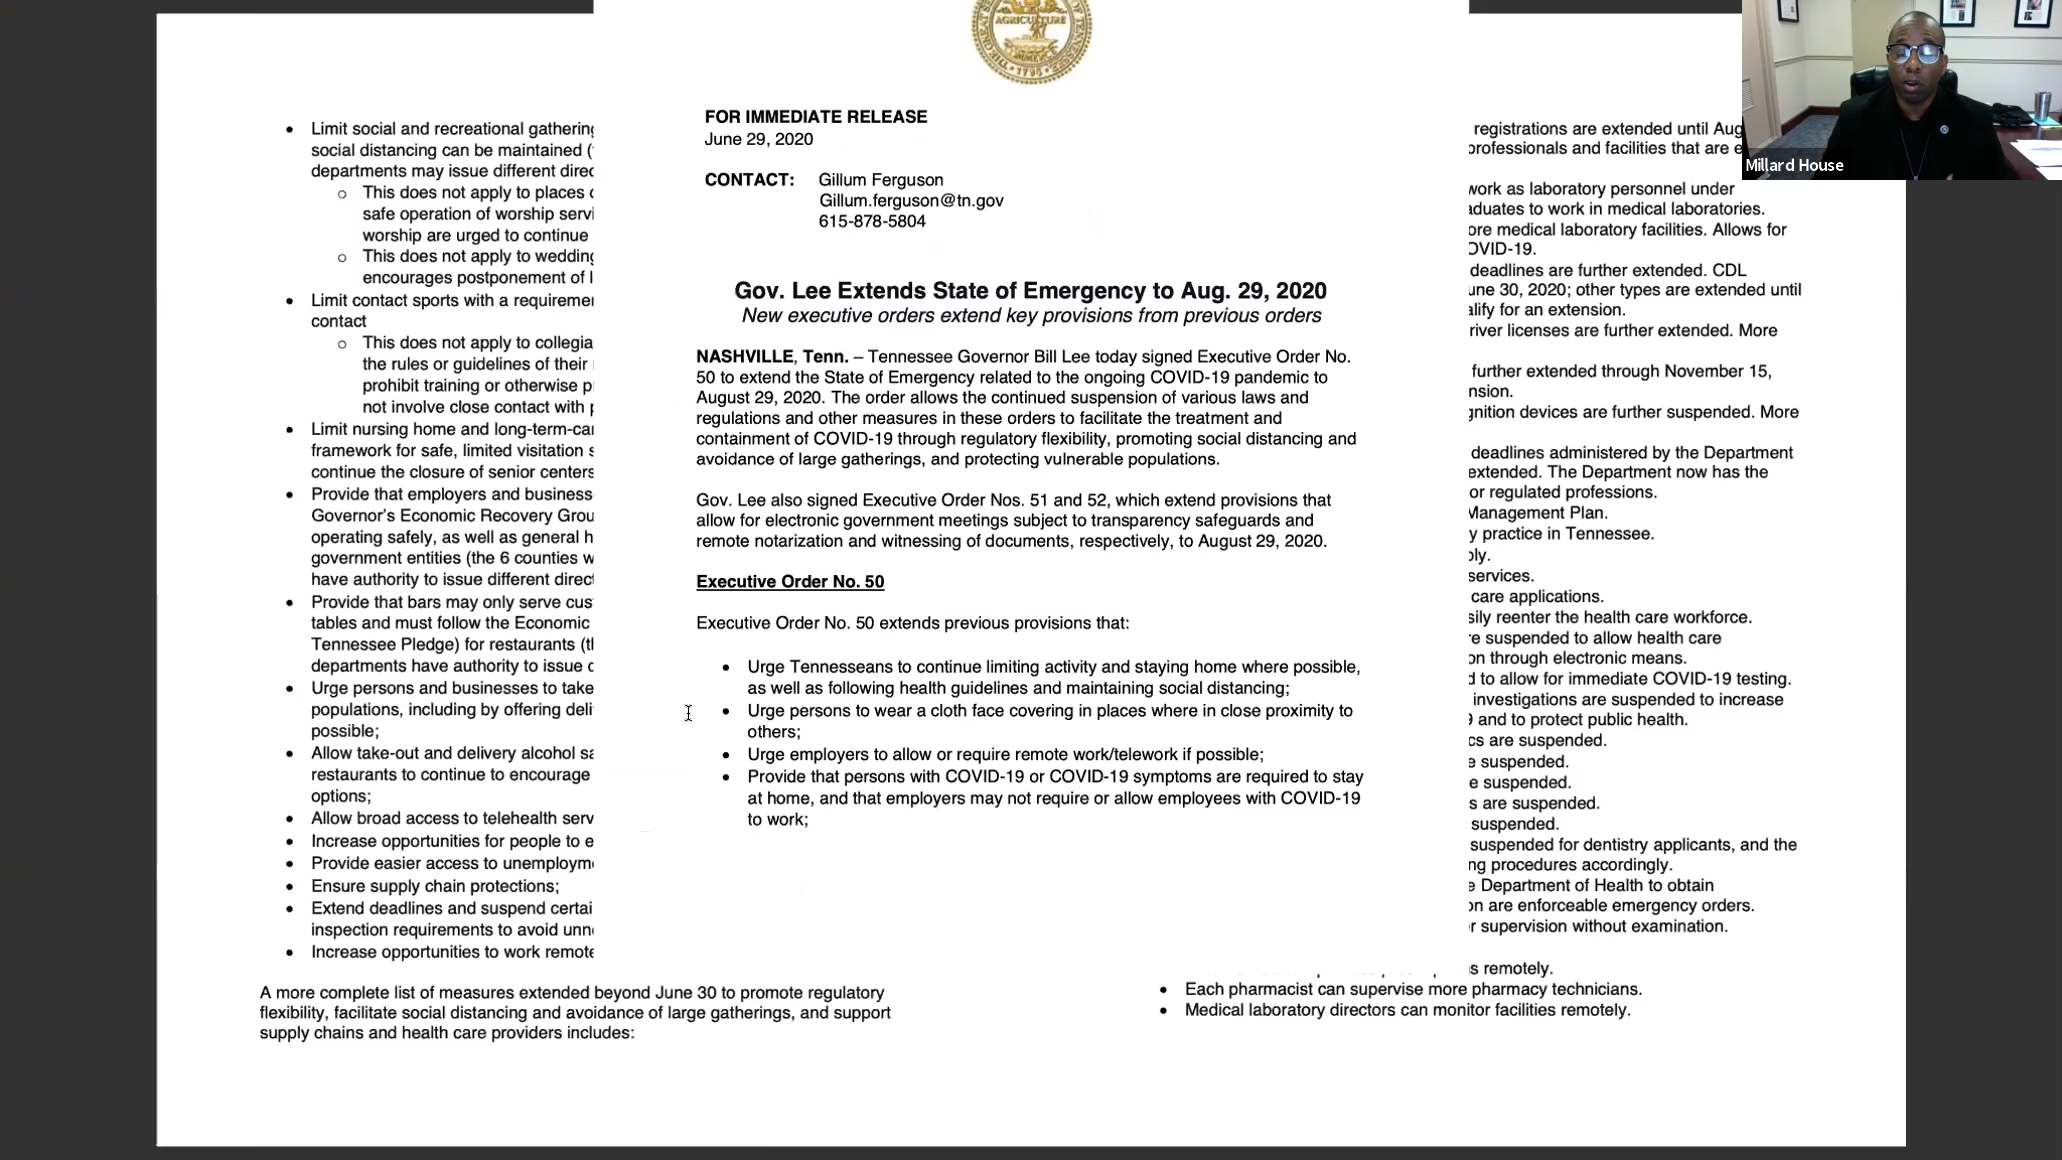 AGRICULTURE
1796
FOR IMMEDIATE RELEASE
June 29, 2020
CONTACT: Gillum Ferguson
Gillum.ferguson@tn.gov
615-878-5804
Gov. Lee Extends State of Emergency to Aug. 29, 2020
New executive orders extend key provisions from previous orders
NASHVILLE, Tenn. – Tennessee Governor Bill Lee today signed Executive Order No.
50 to extend the State of Emergency related to the ongoing COVID-19 pandemic to
August 29, 2020. The order allows the continued suspension of various laws and
regulations and other measures in these orders to facilitate the treatment and
containment of COVID-19 through regulatory flexibility, promoting social distancing and
avoidance of large gatherings, and protecting vulnerable populations.
Gov. Lee also signed Executive Order Nos. 51 and 52, which extend provisions that
allow for electronic government meetings subject to transparency safeguards and
remote notarization and witnessing of documents, respectively, to August 29, 2020.
Executive Order No. 50
Executive Order No. 50 extends previous provisions that:
• Urge Tennesseans to continue limiting activity and staying home where possible,
as well as following health guidelines and maintaining social distancing;
• Urge persons to wear a cloth face covering in places where in close proximity to
others;
• Urge employers to allow or require remote work/telework if possible;
• Provide that persons with COVID-19 or COVID-19 symptoms are required to stay
at home, and that employers may not require or allow employees with COVID-19
to work;
• Limit social and recreational
social distancing can be maintained
departments may issue different
o This does not apply to places
safe operation of worship
worship are urged to continue
o This does not apply to
encourages postponement of
• Limit contact sports with a
contact
o This does not apply to
the rules or guidelines of their
prohibit training or otherwise
not involve close contact with
• Limit nursing home and
framework for safe, limited visitation
continue the closure of senior centers
• Provide that employers and
Governor's Economic Recovery
operating safely, as well as general
government entities (the 6 counties
have authority to issue different
• Provide that bars may only serve
tables and must follow the Economic
Tennessee Pledge) for restaurants
departments have authority to issue
• Urge persons and businesses to take
populations, including by offering
possible;
• Allow take-out and delivery alcohol
restaurants to continue to encourage
options;
• Allow broad access to telehealth
• Increase opportunities for people to
• Provide easier access to
• Ensure supply chain protections;
• Extend deadlines and suspend
inspection requirements to avoid
• Increase opportunities to work
A more complete list of measures extended beyond June 30 to promote regulatory
flexibility, facilitate social distancing and avoidance of large gatherings, and support
supply chains and health care providers includes:
registrations are extended until
professionals and facilities that are
work as laboratory personnel under
to work in medical laboratories.
medical laboratory facilities. Allows for
COVID-19.
deadlines are further extended. CDL
30, 2020; other types are extended until
for an extension.
licenses are further extended. More
further extended through November 15,
devices are further suspended. More
deadlines administered by the Department
extended. The Department now has the
or regulated professions.
Management Plan.
practice in Tennessee.
services.
care applications.
reenter the health care workforce.
suspended to allow health care
through electronic means.
to allow for immediate COVID-19 testing.
investigations are suspended to increase
and to protect public health.
are suspended.
suspended.
suspended.
are suspended.
suspended.
suspended for dentistry applicants, and the
procedures accordingly.
Department of Health to obtain
are enforceable emergency orders.
supervision without examination.
remotely.
• Each pharmacist can supervise more pharmacy technicians.
• Medical laboratory directors can monitor facilities remotely.
Millard House